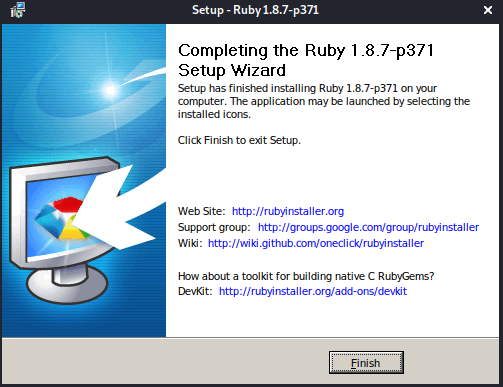 Setup - Ruby 1.8.7-p371
Completing the Ruby 1.8.7-p371
Setup Wizard
Setup has finished installing Ruby 1.8.7-p371 on your
computer. The application may be launched by selecting the
installed icons.
Click Finish to exit Setup.
Web Site: http://rubyinstaller.org
Support group: http://groups.google.com/group/rubyinstaller
Wiki: http://wiki.github.com/oneclick/rubyinstaller
How about a toolkit for building native C RubyGems?
DevKit: http://rubyinstaller.org/add-ons/devkit
Finish